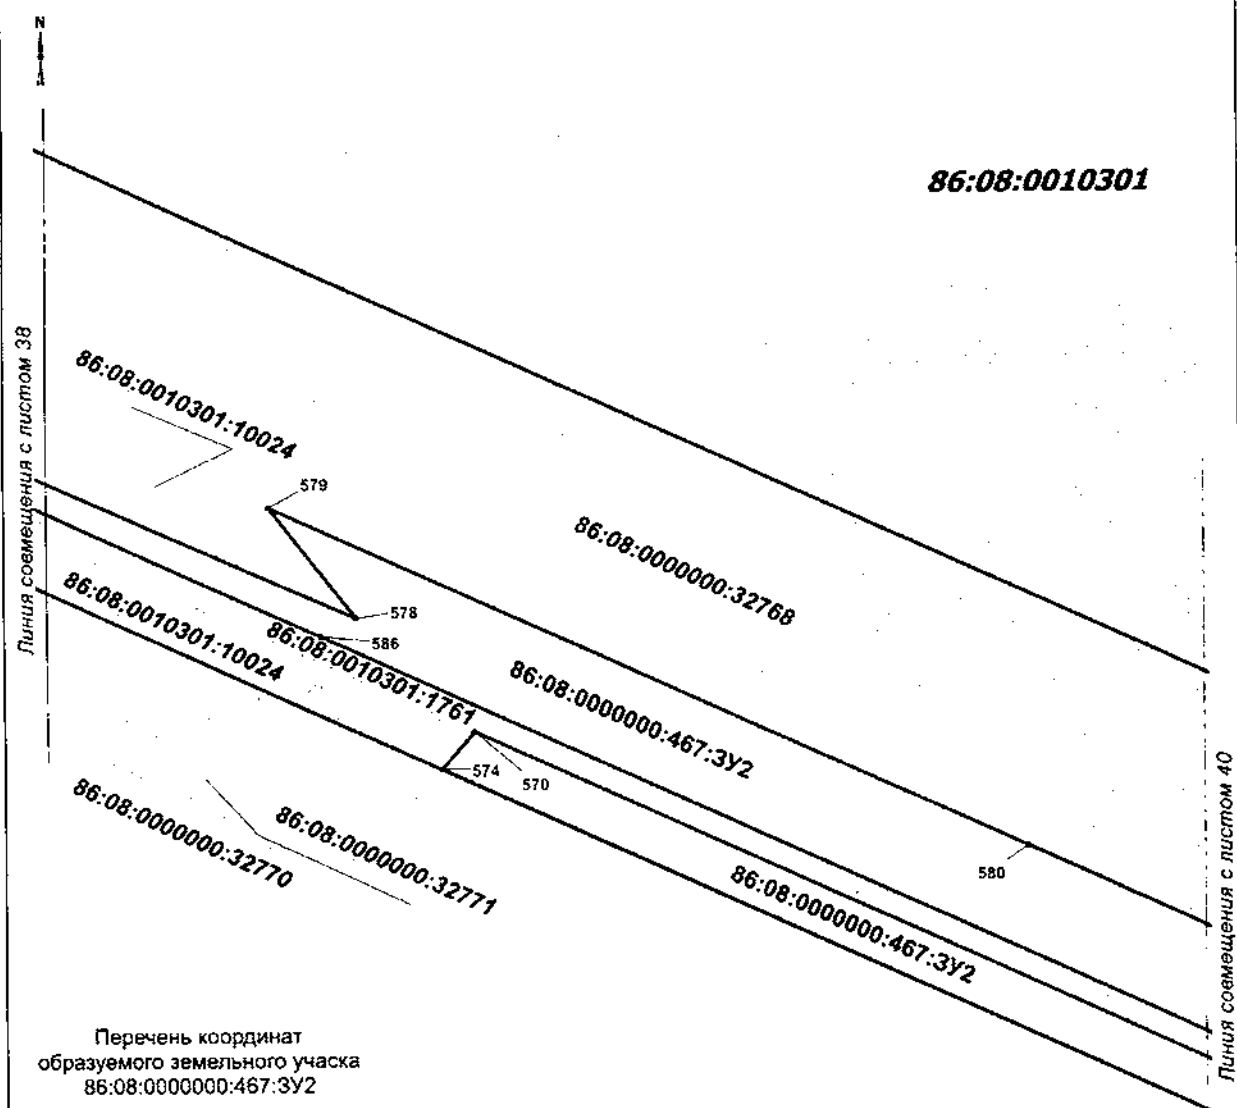 N
86:08:0010301
Линия совмещения с листом 38
86:08:0010301:10024
579
86:08:0000000:32768
578
586
86:08:0010301:10024
86:08:0010301:1761
86:08:0000000:467:ЗУ2
574
570
580
86:08:0000000:32770
86:08:0000000:32771
86:08:0000000:467:ЗУ2
Линия совмещения с листом 40
Перечень координат
образуемого земельного учаска
86:08:0000000:467:ЗУ2